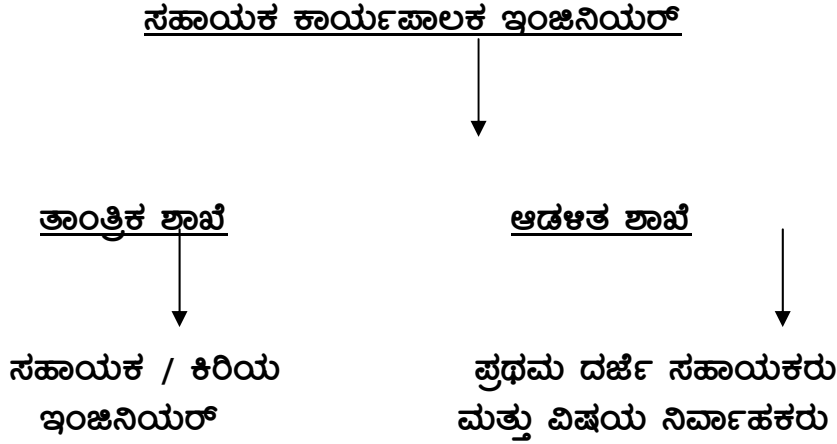 ಸಹಾಯಕ ಕಾರ್ಯಪಾಲಕ ಇಂಜಿನಿಯರ್
ತಾಂತ್ರಿಕ ಶಾಖೆ
ಆಡಳಿತ ಶಾಖೆ
ಸಹಾಯಕ / ಕಿರಿಯ
ಇಂಜಿನಿಯರ್
ಪ್ರಥಮ ದರ್ಜೆ ಸಹಾಯಕರು
ಮತ್ತು ವಿಷಯ ನಿರ್ವಾಹಕರು